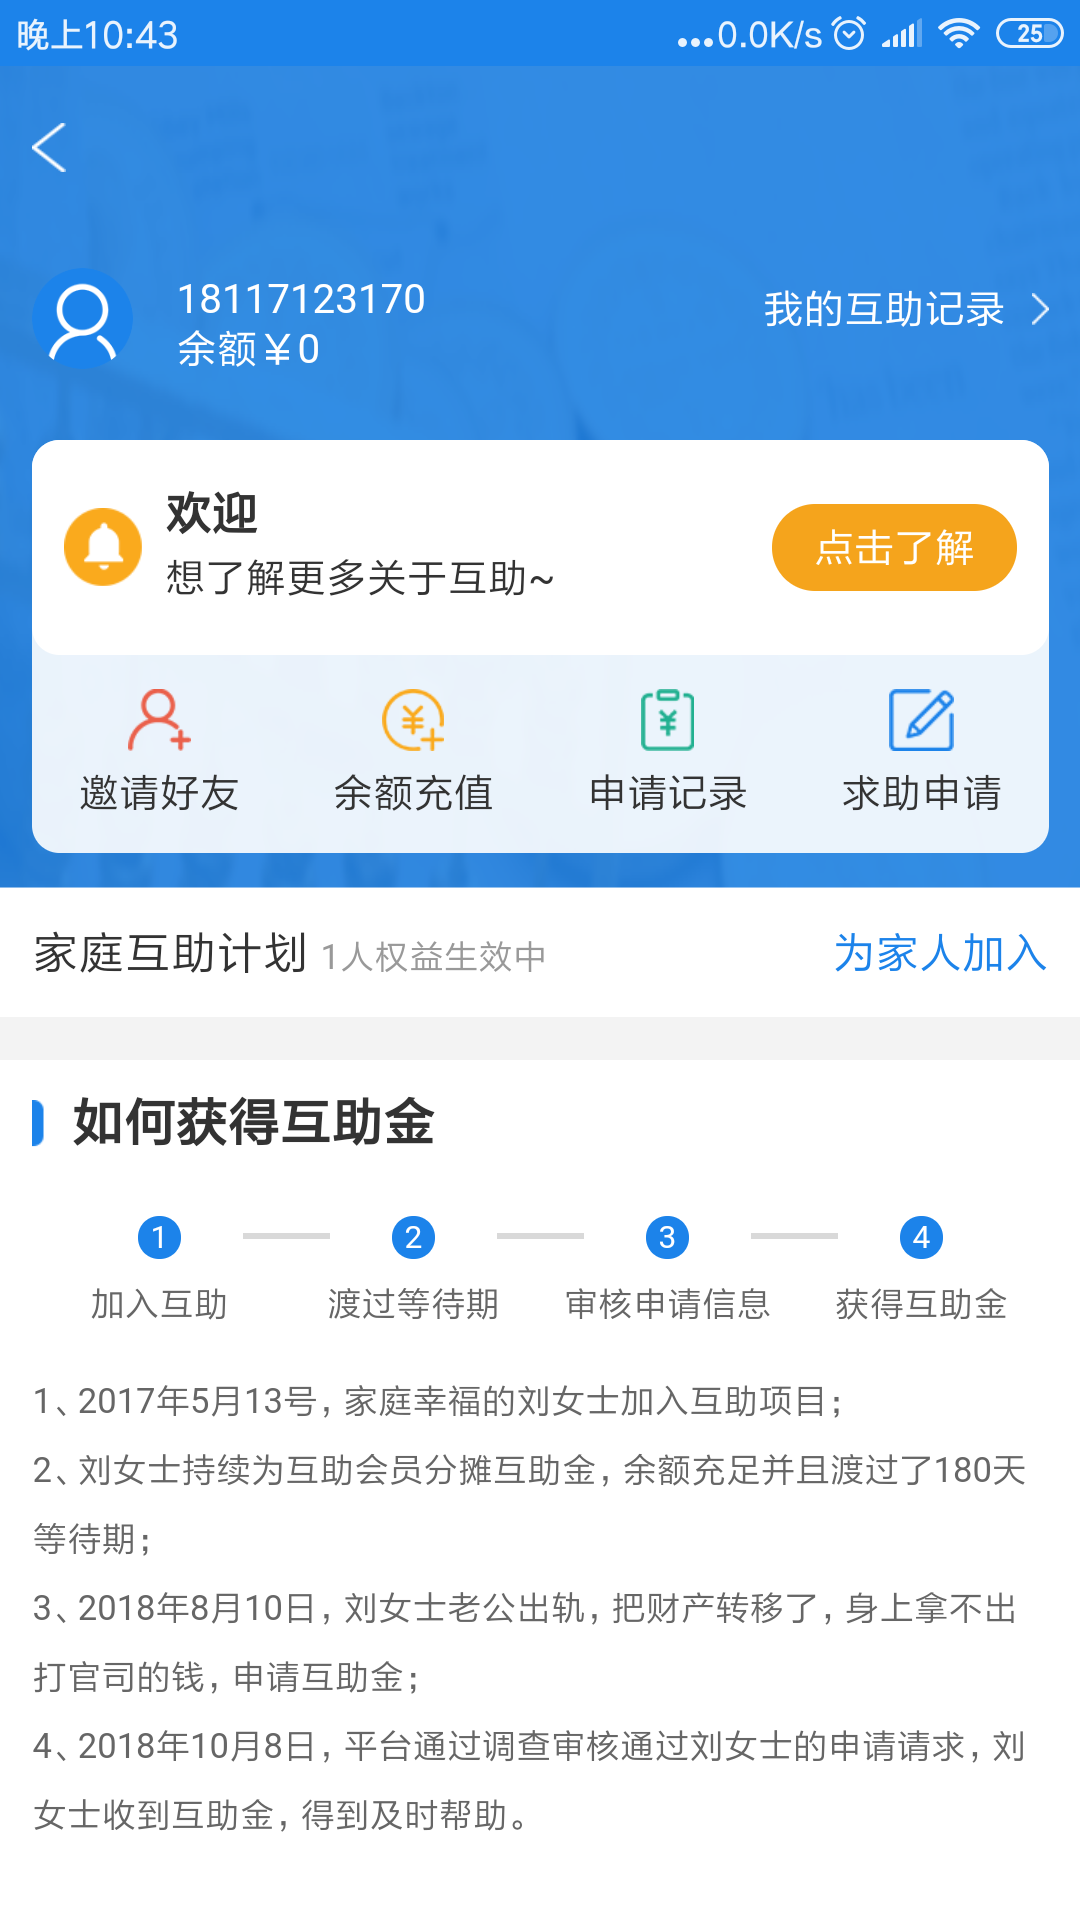 晚上10:43
...0.0K/s
25
18117123170
余额￥0
我的互助记录
欢迎
想了解更多关于互助~
点击了解
邀请好友
余额充值
申请记录
求助申请
家庭互助计划 1人权益生效中
为家人加入
如何获得互助金
1
2
3
4
加入互助
渡过等待期
审核申请信息
获得互助金
1、2017年5月13号，家庭幸福的刘女士加入互助项目；
2、刘女士持续为互助会员分摊互助金，余额充足并且渡过了180天
等待期；
3、2018年8月10日，刘女士老公出轨，把财产转移了，身上拿不出
打官司的钱，申请互助金；
4、2018年10月8日，平台通过调查审核通过刘女士的申请请求，刘
女士收到互助金，得到及时帮助。